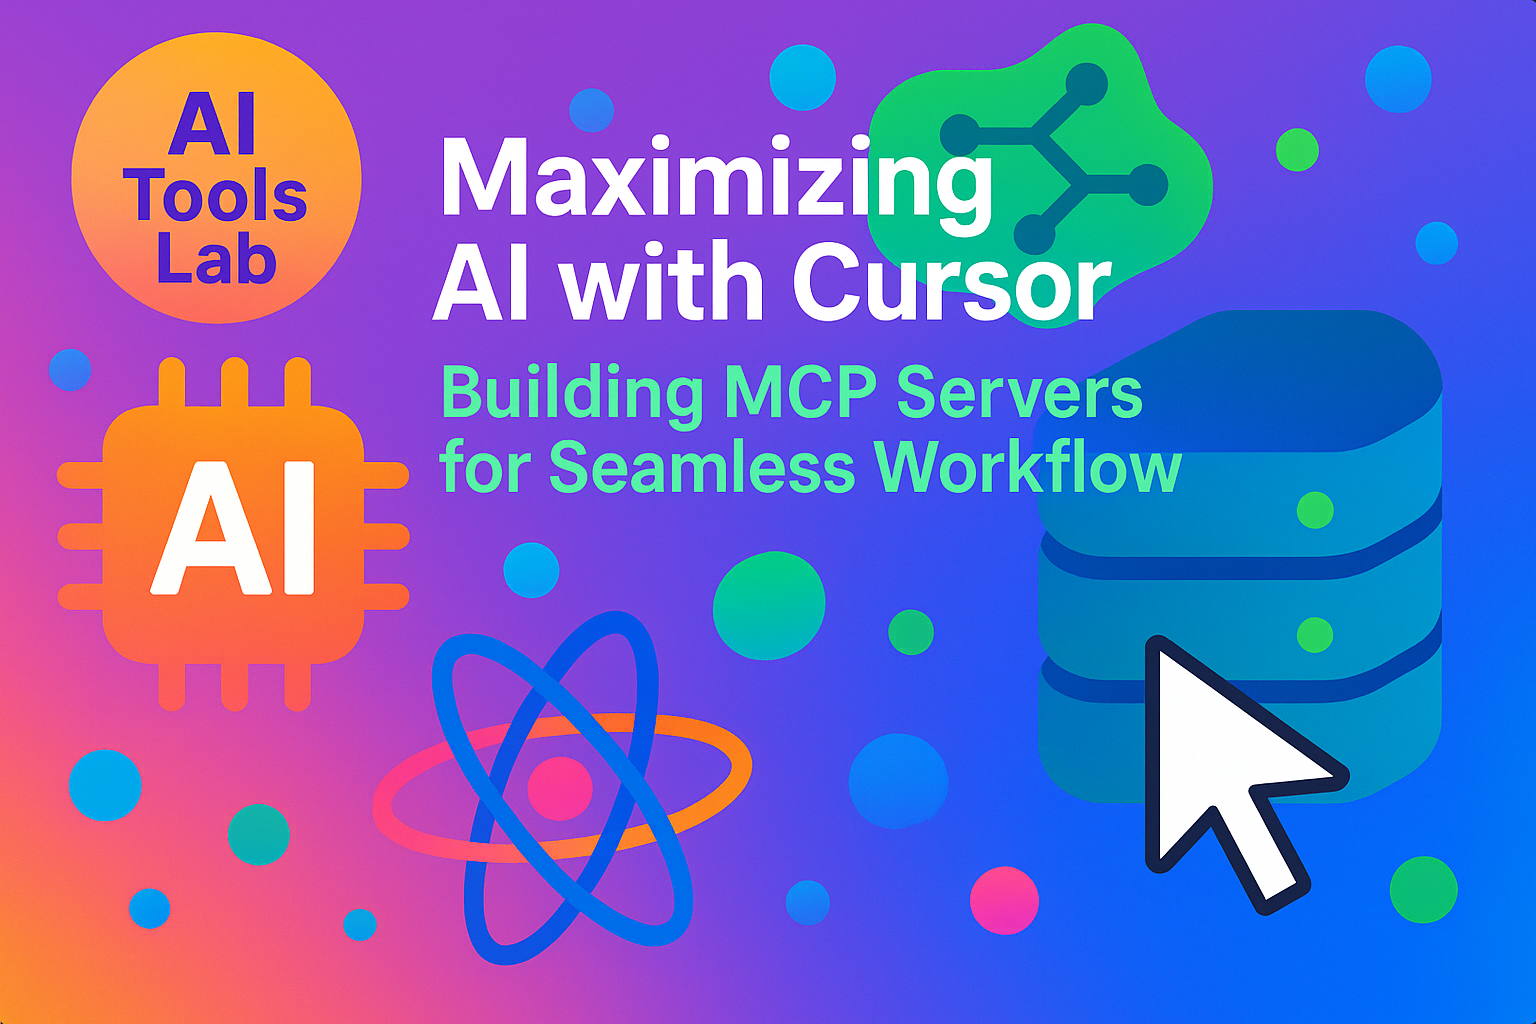 AI
Tools
Lab
Maximizing
AI with Cursor
Building MCP Servers
for Seamless Workflow
AI